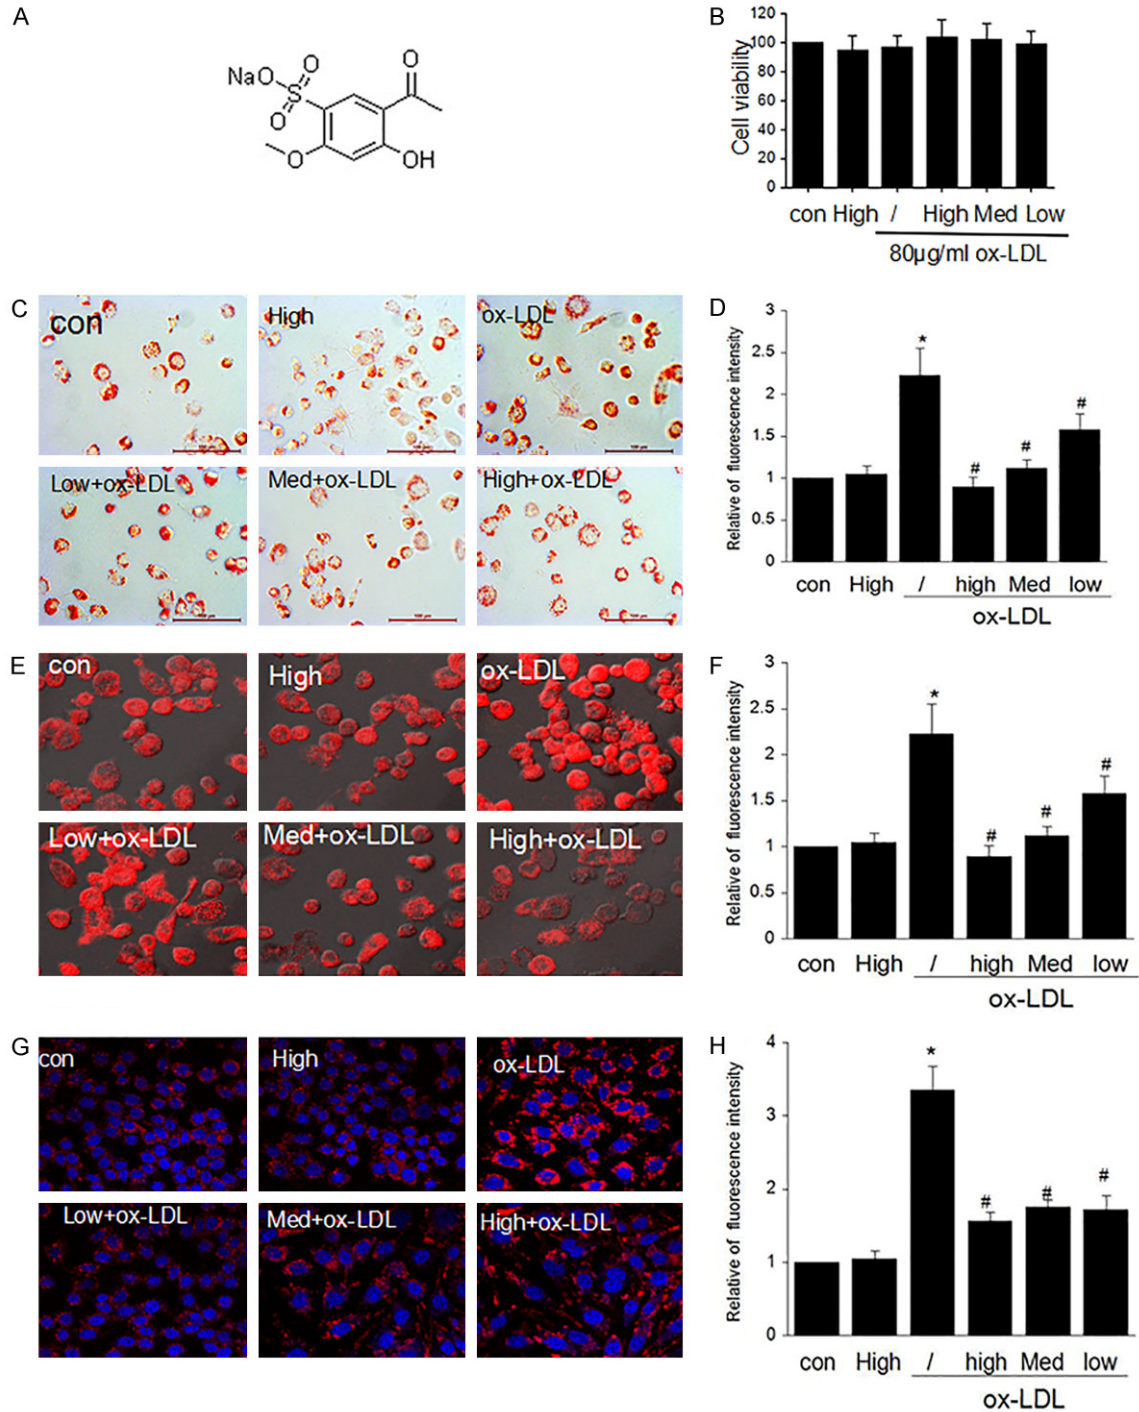 A
NaO
O
O
S
O
O
OH
B
Cell viability
120
100
80
60
40
20
0
con High / High Med Low
80µg/ml ox-LDL
C
con
High
ox-LDL
Low+ox-LDL
Med+ox-LDL
High+ox-LDL
D
Relative of fluorescence intensity
3
2.5
2
1.5
1
0.5
0
*
#
#
#
con High / high Med low
ox-LDL
E
con
High
ox-LDL
Low+ox-LDL
Med+ox-LDL
High+ox-LDL
F
Relative of fluorescence intensity
3
2.5
2
1.5
1
0.5
0
*
#
#
#
con High / high Med low
ox-LDL
G
con
High
ox-LDL
Low+ox-LDL
Med+ox-LDL
High+ox-LDL
H
Relative of fluorescence intensity
4
3
2
1
0
*
#
#
#
con High / high Med low
ox-LDL